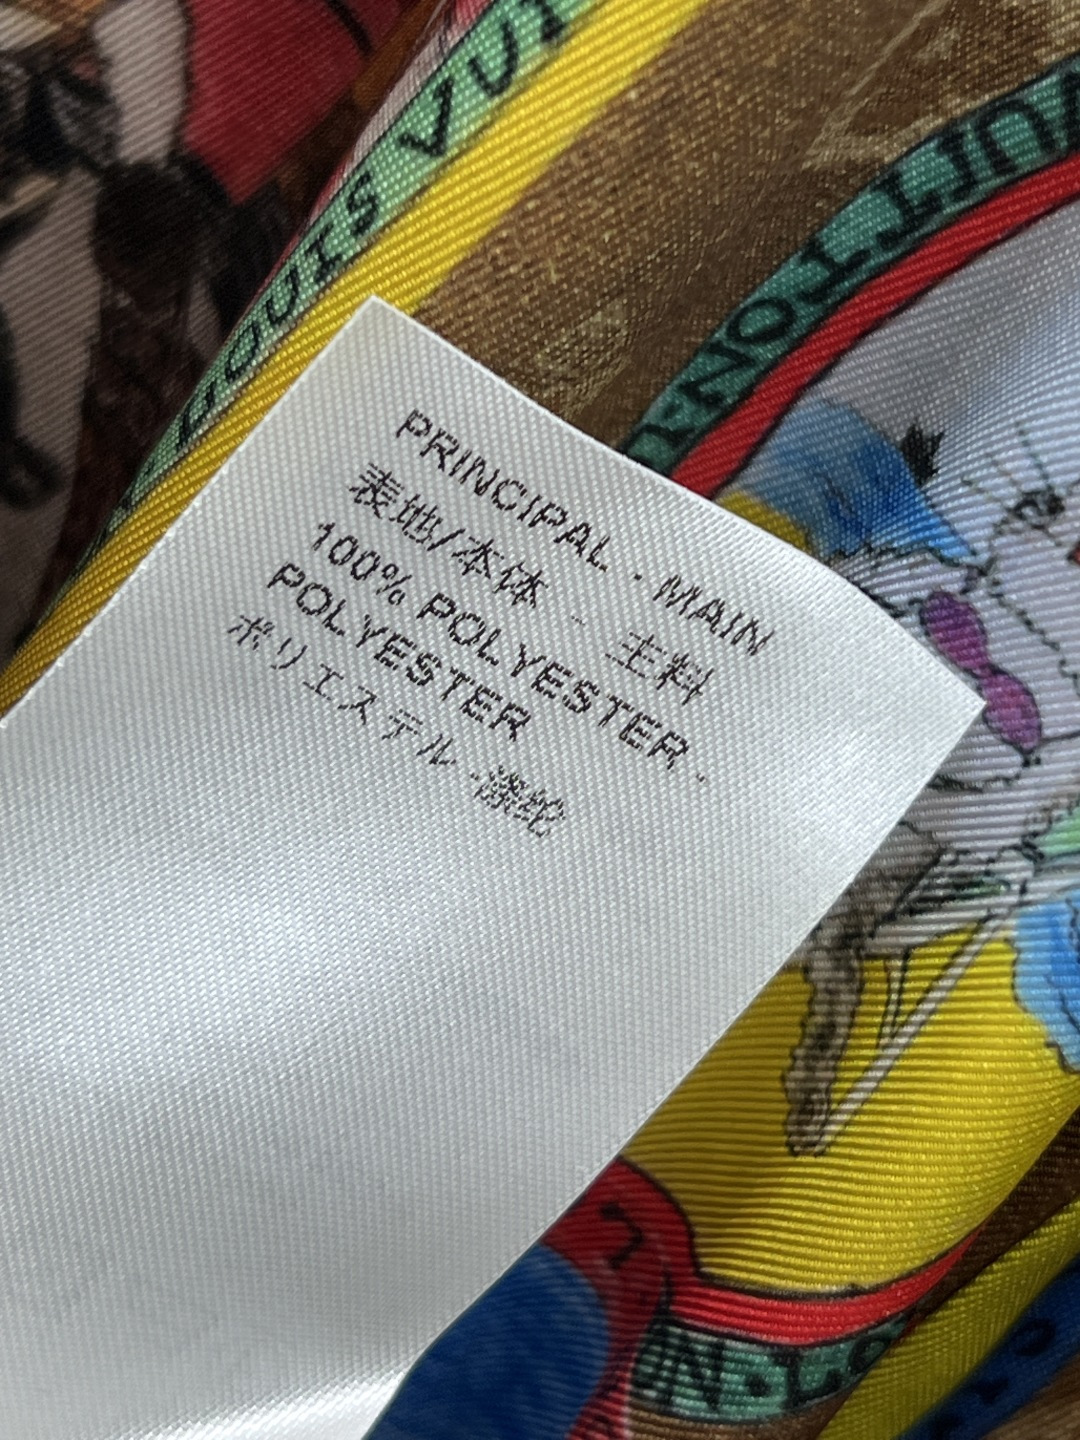 LOUIS VUI
VUITTON
PRINCIPAL - MAIN
表地/本体 - 主料
100% POLYESTER -
POLYESTER
ポリエステル - 涤纶